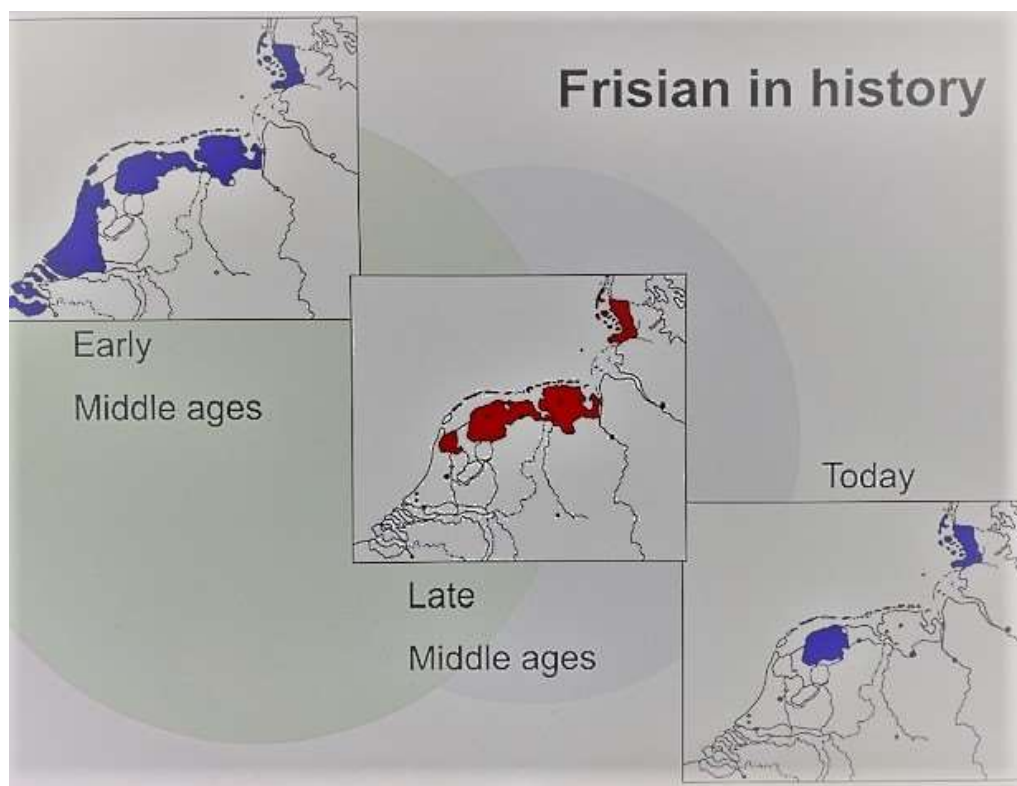 Frisian in history
Early
Middle ages
Late
Middle ages
Today